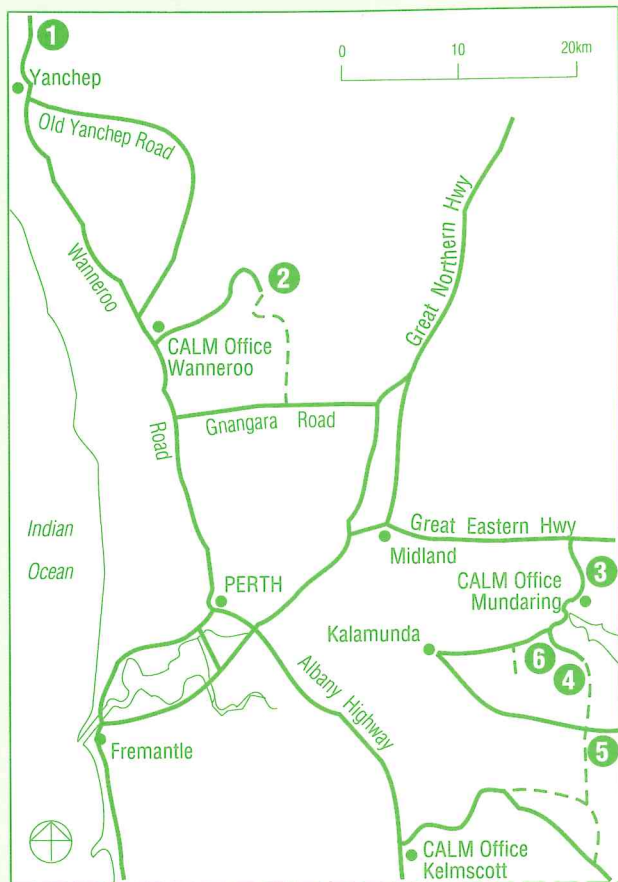 1
0
10
20km
Yanchep
Old Yanchep Road
Great Northern Hwy
Wanneroo
2
CALM Office
Wanneroo
Road
Gnangara Road
Indian
Ocean
Great Eastern Hwy
Midland
3
CALM Office
Mundaring
PERTH
Kalamunda
6
4
Albany Highway
5
Fremantle
CALM Office
Kelmscott